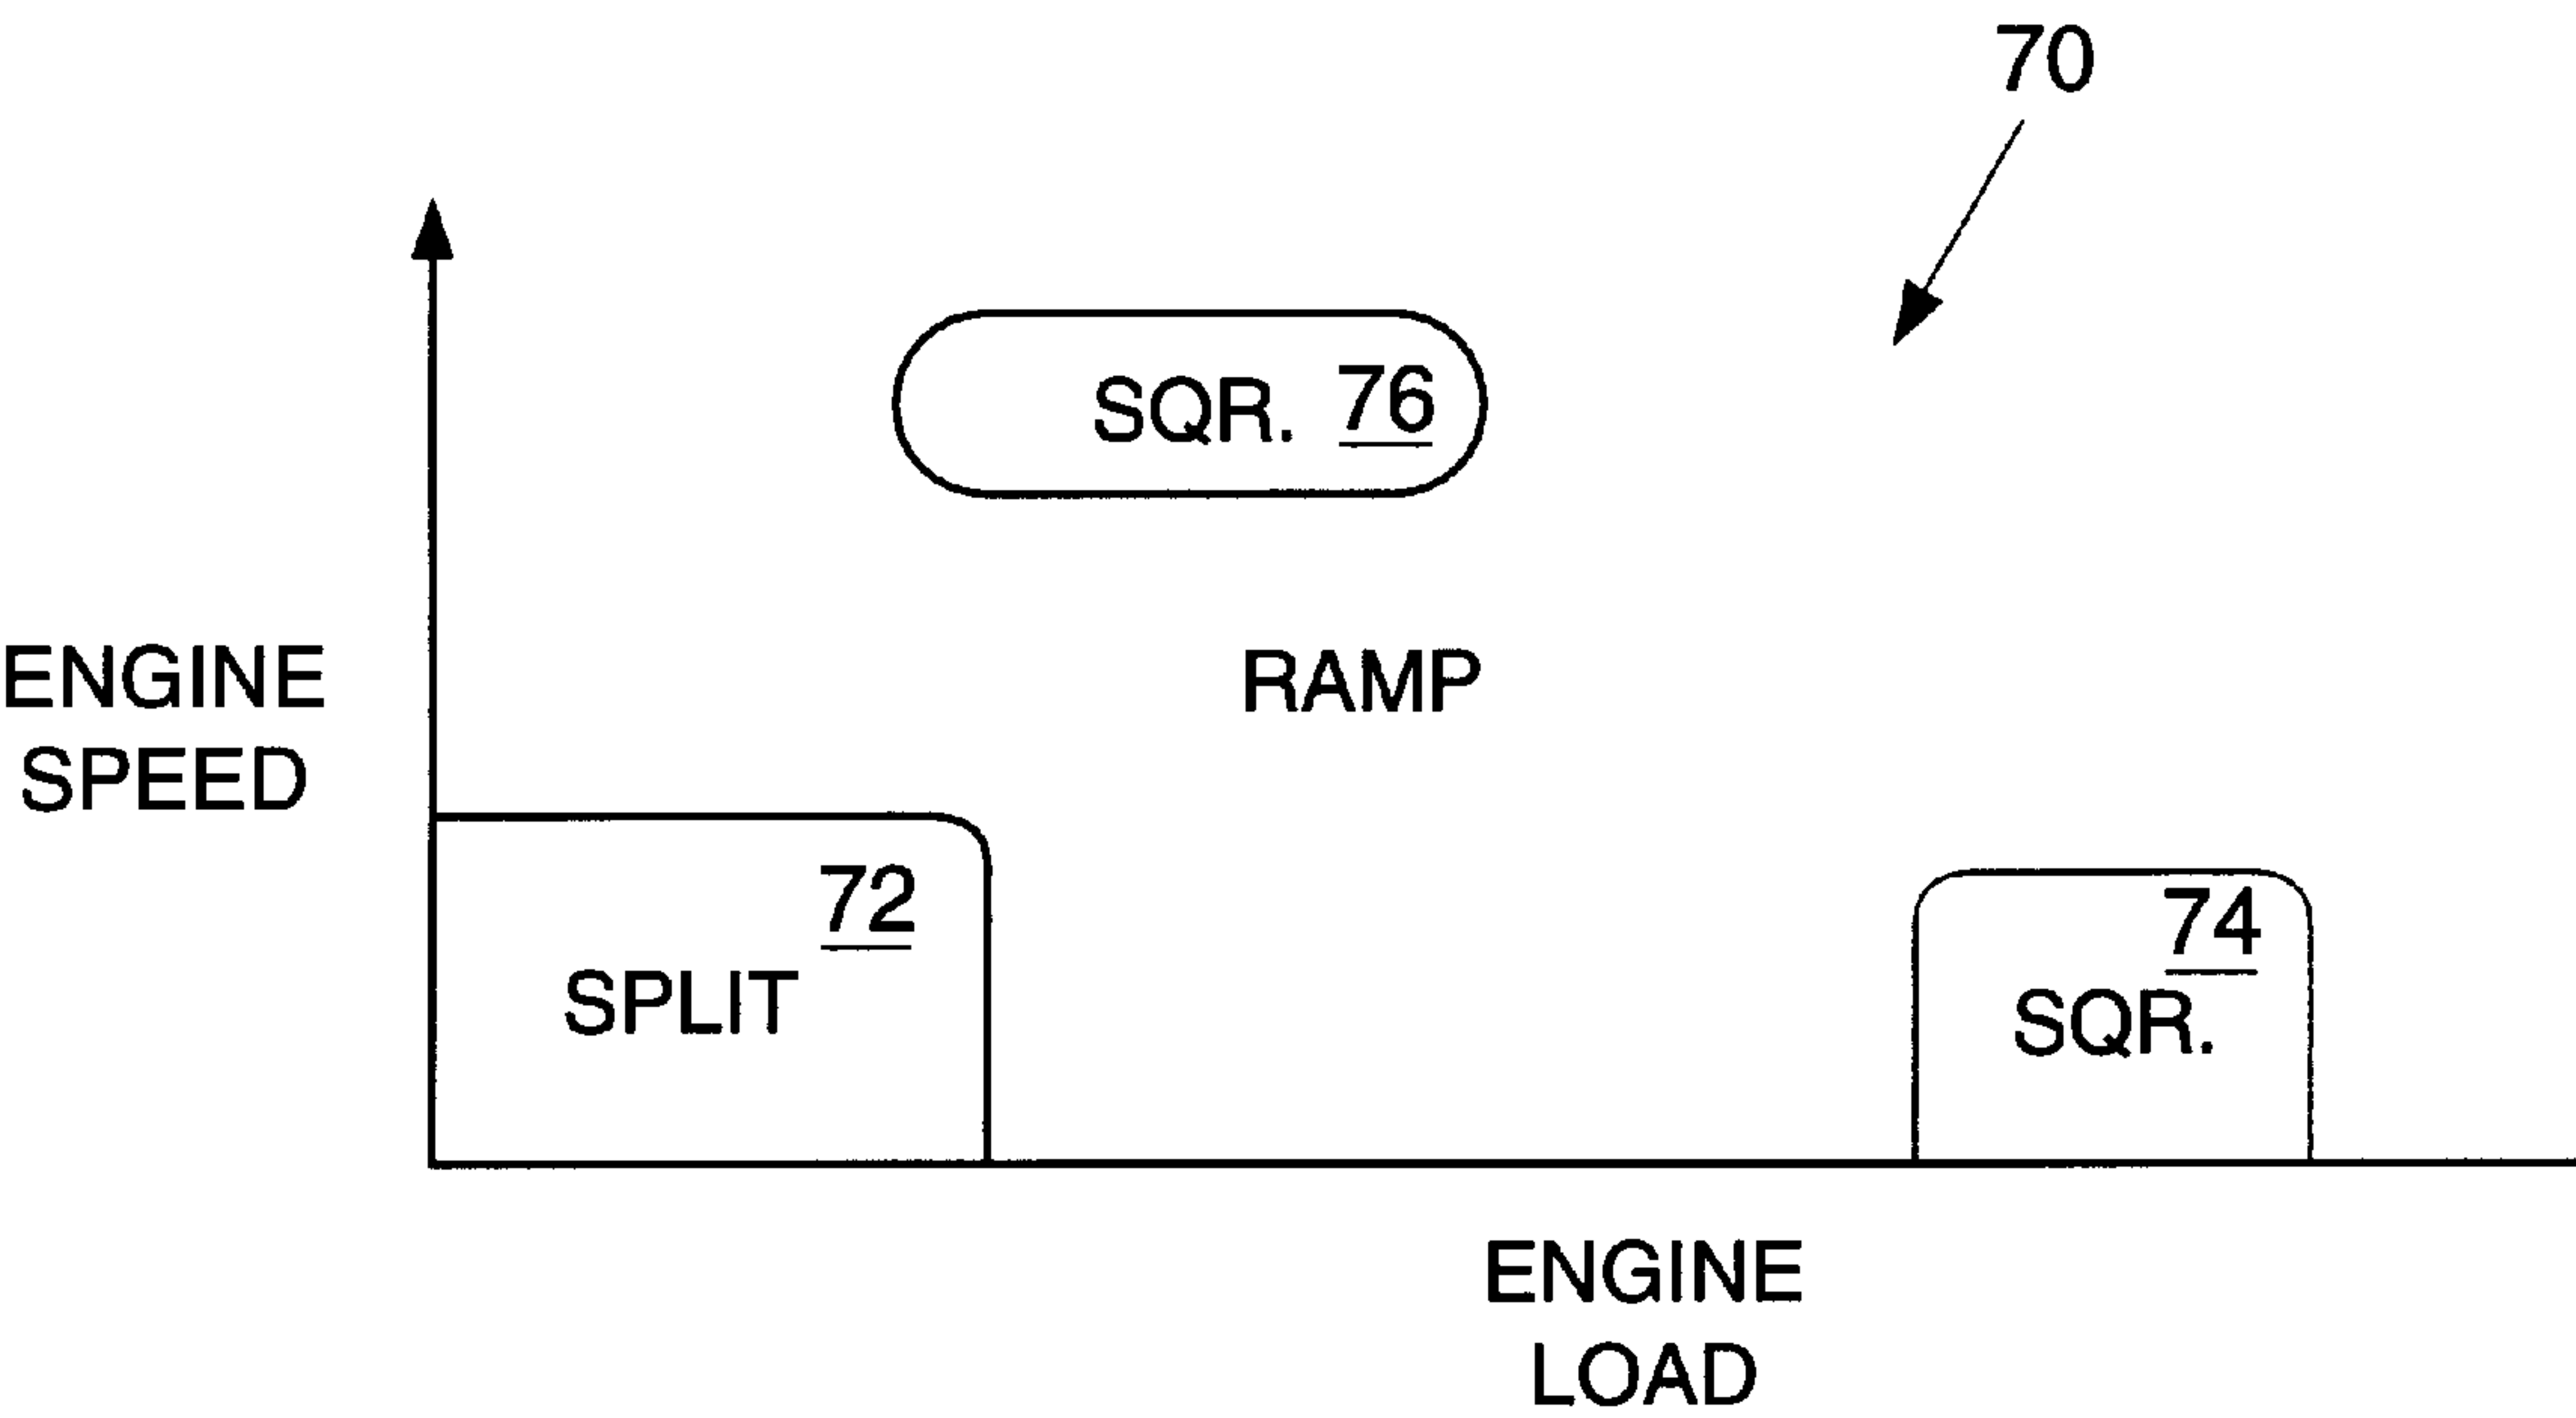 70
SQR. 76
ENGINE
SPEED
RAMP
72
SPLIT
74
SQR.
ENGINE
LOAD